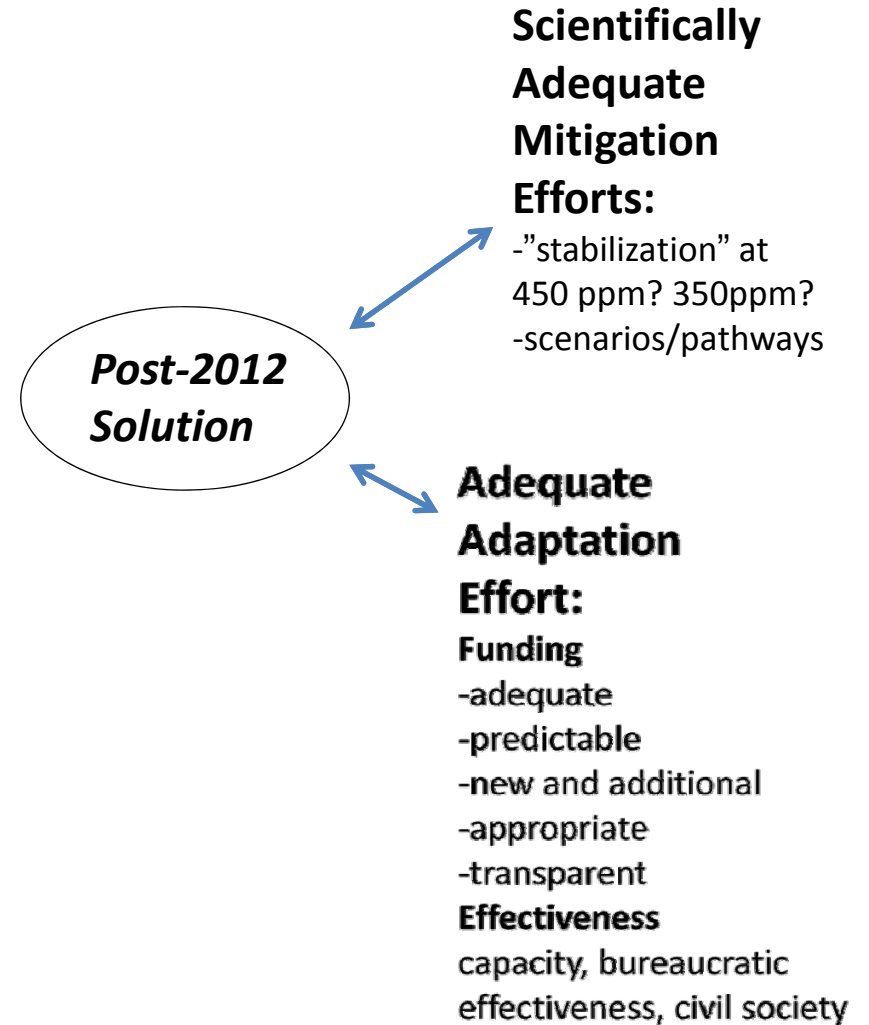 Scientifically
Adequate
Mitigation
Efforts:
-”stabilization” at
450 ppm? 350ppm?
-scenarios/pathways
Post-2012
Solution
Adequate
Adaptation
Effort:
Funding
-adequate
-predictable
-new and additional
-appropriate
-transparent
Effectiveness
capacity, bureaucratic
effectiveness, civil society